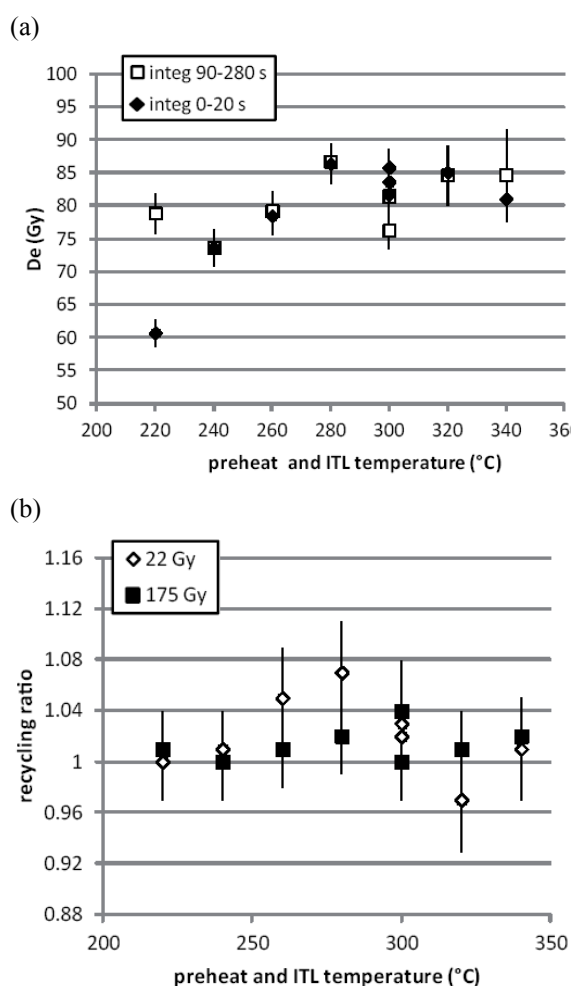 (a)
integ 90-280 s
integ 0-20 s
100
95
90
85
80
75
70
65
60
55
50
De (Gy)
200 220 240 260 280 300 320 340 360
preheat and ITL temperature (°C)
(b)
22 Gy
175 Gy
1.16
1.12
1.08
1.04
1
0.96
0.92
0.88
recycling ratio
200 250 300 350
preheat and ITL temperature (°C)